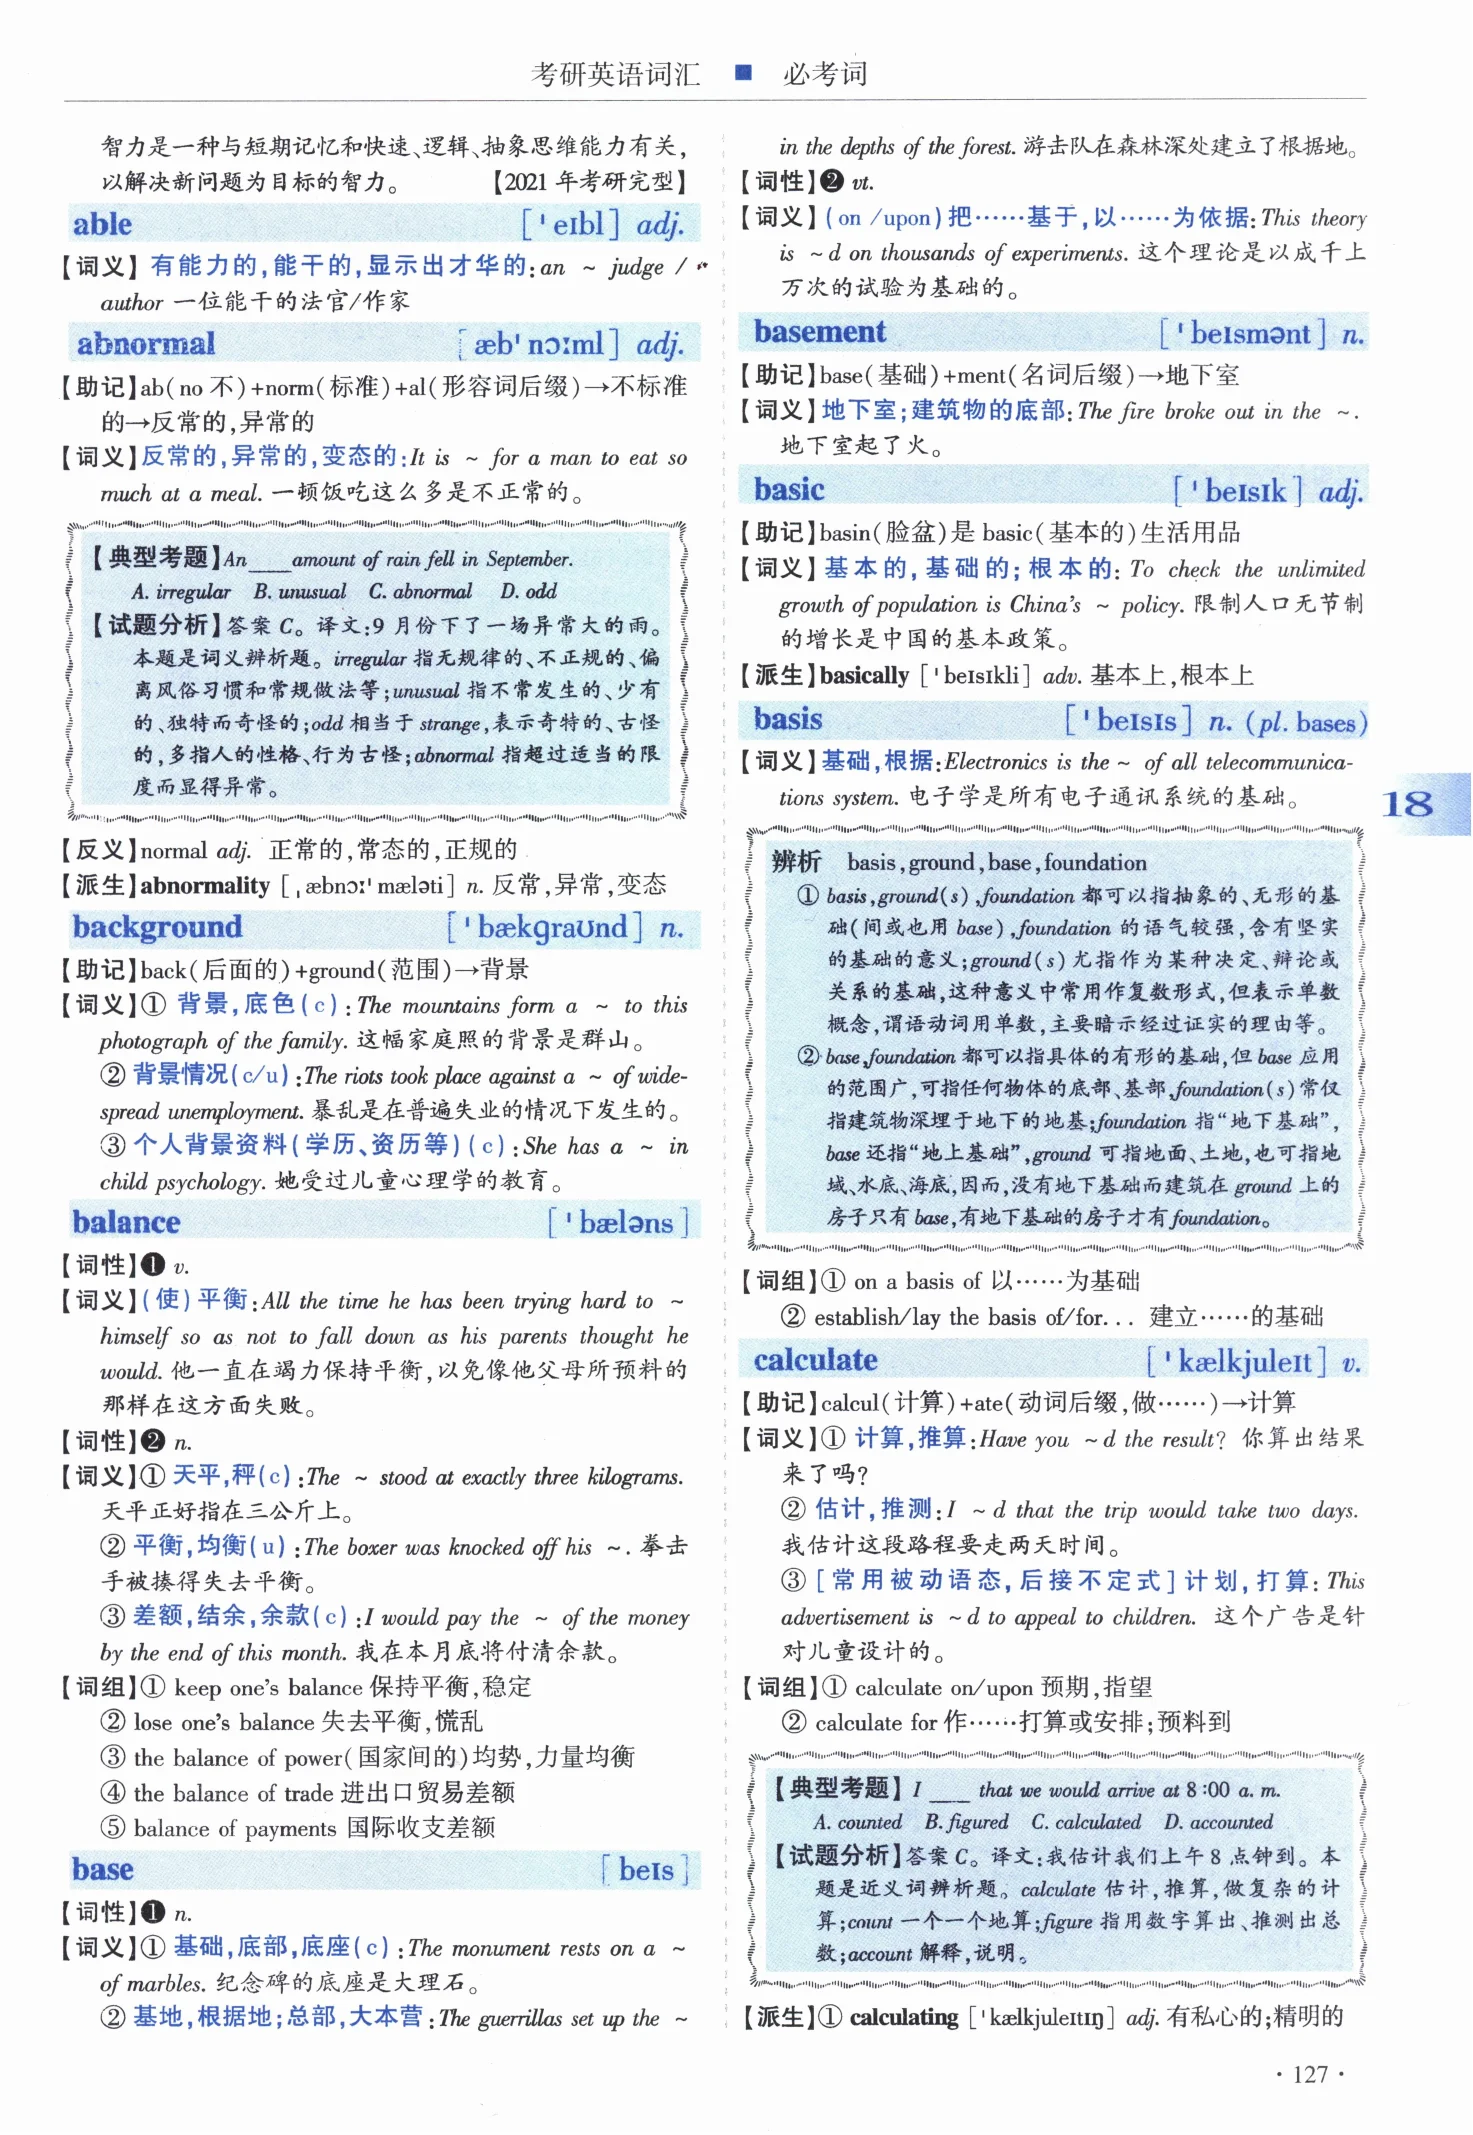 考研英语词汇 ■ 必考词
智力是一种与短期记忆和快速、逻辑、抽象思维能力有关,
以解决新问题为目标的智力。 【2021 年考研完型】
able [ˈeɪbl] adj.
【词义】有能力的,能干的,显示出才华的:an ~ judge /
author 一位能干的法官/作家
abnormal [æbˈnɔːml] adj.
【助记】ab(no 不)+norm(标准)+al(形容词后缀)→不标准
的→反常的,异常的
【词义】反常的,异常的,变态的:It is ~ for a man to eat so
much at a meal. 一顿饭吃这么多是不正常的。
【典型考题】An ___ amount of rain fell in September.
A. irregular B. unusual C. abnormal D. odd
【试题分析】答案 C。译文:9 月份下了一场异常大的雨。
本题是词义辨析题。irregular 指无规律的、不正规的、偏
离风俗习惯和常规做法等;unusual 指不常发生的、少有
的、独特而奇怪的;odd 相当于 strange,表示奇特的、古怪
的,多指人的性格、行为古怪;abnormal 指超过适当的限
度而显得异常。
【反义】normal adj. 正常的,常态的,正规的
【派生】abnormality [ˌæbnɔːˈmæləti] n. 反常,异常,变态
background [ˈbækgraʊnd] n.
【助记】back(后面的)+ground(范围)→背景
【词义】① 背景,底色(c):The mountains form a ~ to this
photograph of the family. 这幅家庭照的背景是群山。
② 背景情况(c/u):The riots took place against a ~ of wide-
spread unemployment. 暴乱是在普遍失业的情况下发生的。
③ 个人背景资料(学历、资历等)(c):She has a ~ in
child psychology. 她受过儿童心理学的教育。
balance [ˈbæləns]
【词性】❶ v.
【词义】(使)平衡:All the time he has been trying hard to ~
himself so as not to fall down as his parents thought he
would. 他一直在竭力保持平衡,以免像他父母所预料的
那样在这方面失败。
【词性】❷ n.
【词义】① 天平,秤(c):The ~ stood at exactly three kilograms.
天平正好指在三公斤上。
② 平衡,均衡(u):The boxer was knocked off his ~. 拳击
手被揍得失去平衡。
③ 差额,结余,余款(c):I would pay the ~ of the money
by the end of this month. 我在本月底将付清余款。
【词组】① keep one's balance 保持平衡,稳定
② lose one's balance 失去平衡,慌乱
③ the balance of power(国家间的)均势,力量均衡
④ the balance of trade 进出口贸易差额
⑤ balance of payments 国际收支差额
base [beɪs]
【词性】❶ n.
【词义】① 基础,底部,底座(c):The monument rests on a ~
of marbles. 纪念碑的底座是大理石。
② 基地,根据地;总部,大本营:The guerrillas set up the ~
in the depths of the forest. 游击队在森林深处建立了根据地。
【词性】❷ vt.
【词义】(on /upon)把……基于,以……为依据:This theory
is ~d on thousands of experiments. 这个理论是以成千上
万次的试验为基础的。
basement [ˈbeɪsmənt] n.
【助记】base(基础)+ment(名词后缀)→地下室
【词义】地下室;建筑物的底部:The fire broke out in the ~.
地下室起了火。
basic [ˈbeɪsɪk] adj.
【助记】basin(脸盆)是 basic(基本的)生活用品
【词义】基本的,基础的;根本的:To check the unlimited
growth of population is China's ~ policy. 限制人口无节制
的增长是中国的基本政策。
【派生】basically [ˈbeɪsɪkli] adv. 基本上,根本上
basis [ˈbeɪsɪs] n. (pl. bases)
【词义】基础,根据:Electronics is the ~ of all telecommunica-
tions system. 电子学是所有电子通讯系统的基础。
18
辨析 basis,ground,base,foundation
① basis,ground(s),foundation 都可以指抽象的、无形的基
础(间或也用 base),foundation 的语气较强,含有坚实
的基础的意义;ground(s)尤指作为某种决定、辩论或
关系的基础,这种意义中常用作复数形式,但表示单数
概念,谓语动词用单数,主要暗示经过证实的理由等。
② base,foundation 都可以指具体的有形的基础,但 base 应用
的范围广,可指任何物体的底部、基部,foundation(s)常仅
指建筑物深埋于地下的地基;foundation 指“地下基础”,
base 还指“地上基础”,ground 可指地面、土地,也可指地
域、水底、海底,因而,没有地下基础而建筑在 ground 上的
房子只有 base,有地下基础的房子才有 foundation。
【词组】① on a basis of 以……为基础
② establish/lay the basis of/for... 建立……的基础
calculate [ˈkælkjuleɪt] v.
【助记】calcul(计算)+ate(动词后缀,做……)→计算
【词义】① 计算,推算:Have you ~d the result? 你算出结果
来了吗?
② 估计,推测:I ~d that the trip would take two days.
我估计这段路程要走两天时间。
③ [常用被动语态,后接不定式]计划,打算:This
advertisement is ~d to appeal to children. 这个广告是针
对儿童设计的。
【词组】① calculate on/upon 预期,指望
② calculate for 作……打算或安排;预料到
【典型考题】I ___ that we would arrive at 8:00 a. m.
A. counted B. figured C. calculated D. accounted
【试题分析】答案 C。译文:我估计我们上午 8 点钟到。本
题是近义词辨析题。calculate 估计,推算,做复杂的计
算;count 一个一个地算;figure 指用数字算出、推测出总
数;account 解释,说明。
【派生】① calculating [ˈkælkjuleɪtɪŋ] adj. 有私心的;精明的
· 127 ·